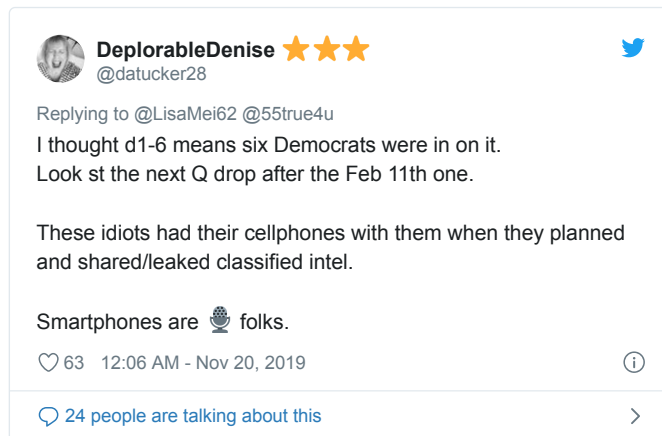 DeplorableDenise ⭐⭐⭐
@datucker28
Replying to @LisaMei62 @55true4u
I thought d1-6 means six Democrats were in on it.
Look st the next Q drop after the Feb 11th one.
These idiots had their cellphones with them when they planned
and shared/leaked classified intel.
Smartphones are 🎙 folks.
63 12:06 AM - Nov 20, 2019
24 people are talking about this